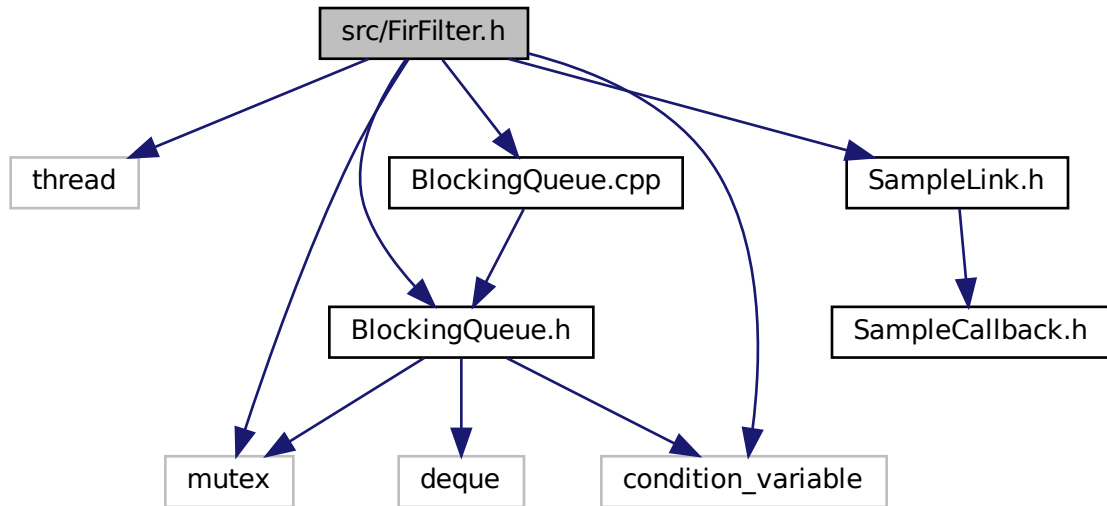 src/FirFilter.h
thread
BlockingQueue.cpp
SampleLink.h
BlockingQueue.h
SampleCallback.h
mutex
deque
condition_variable